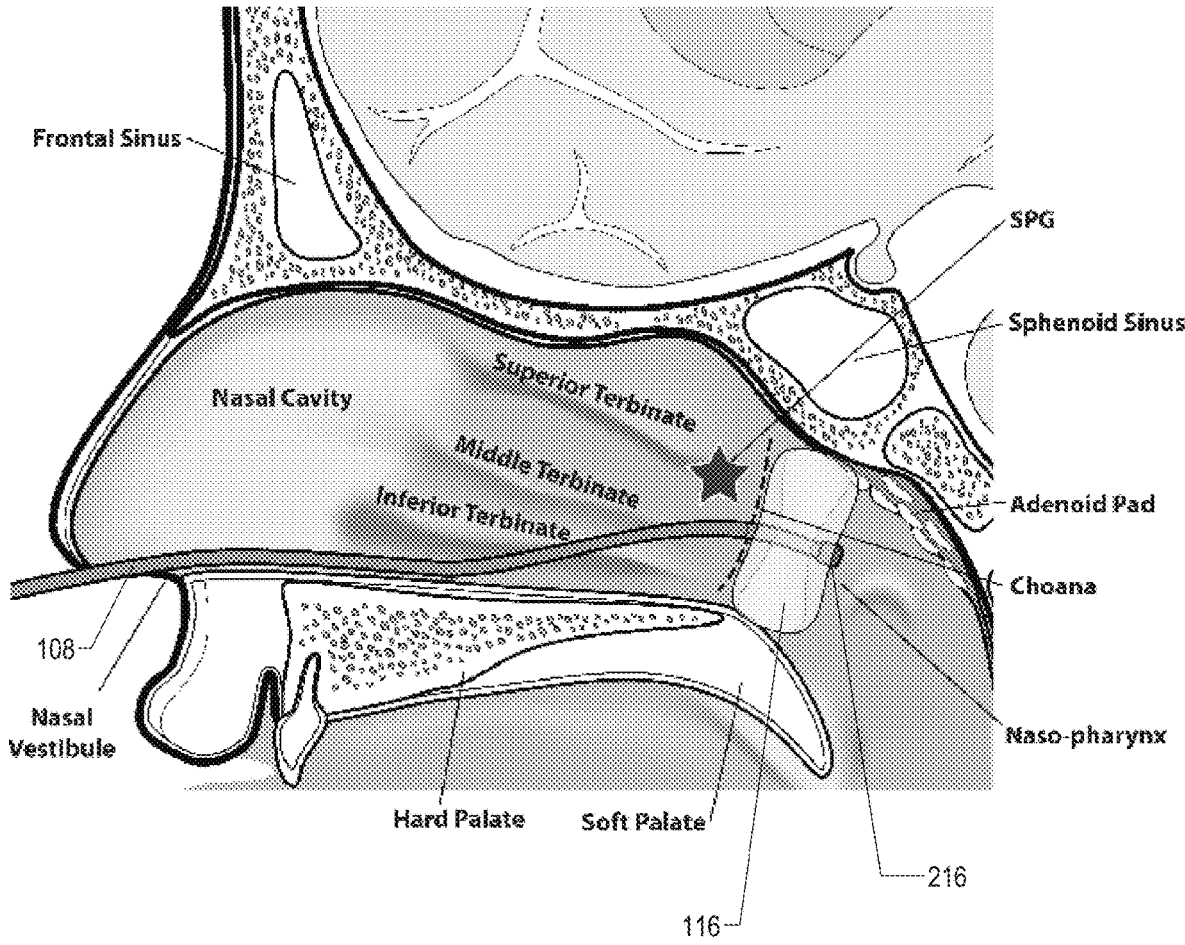 Frontal Sinus
SPG
Sphenoid Sinus
Superior Terbinate
Nasal Cavity
Middle Terbinate
Inferior Terbinate
Adenoid Pad
Choana
108
Nasal
Vestibule
Naso-pharynx
Hard Palate
Soft Palate
216
116